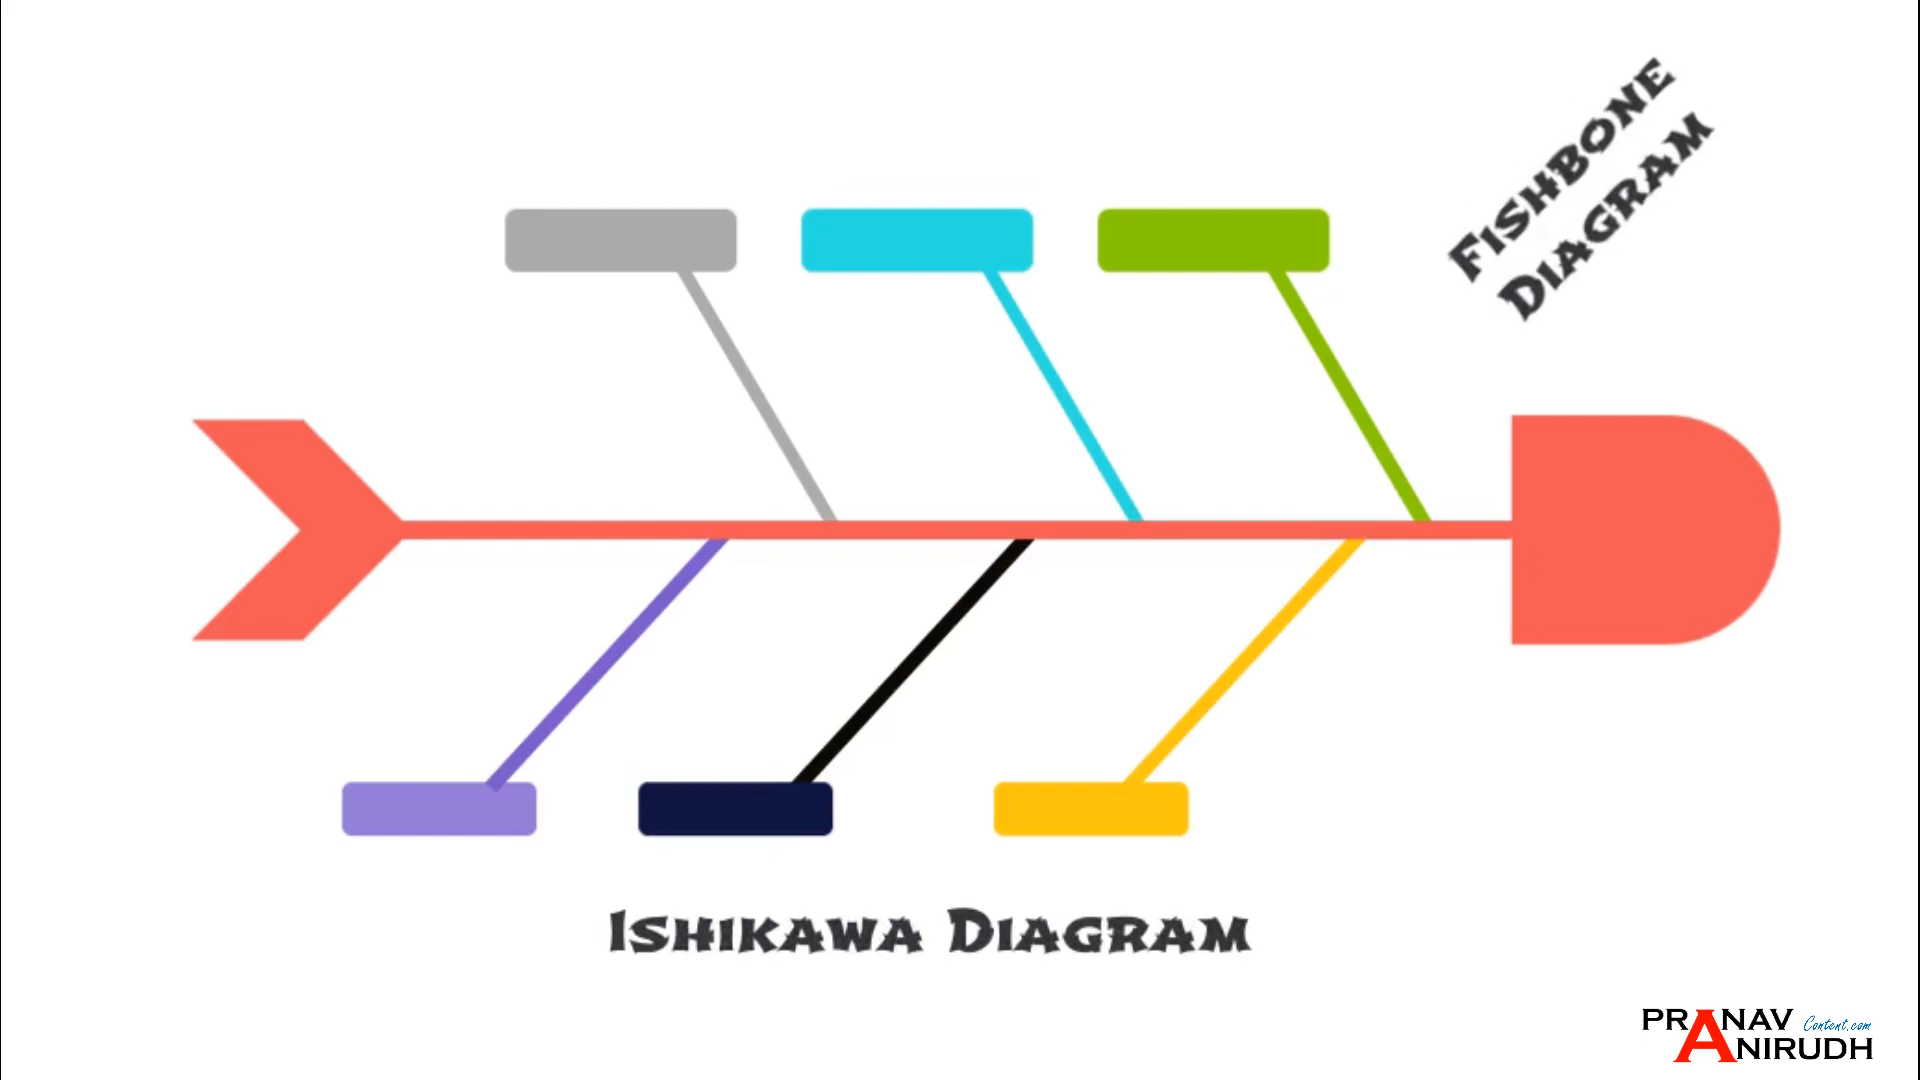 FISHBONE
DIAGRAM
ISHIKAWA DIAGRAM
PRANAV Content.com
ANIRUDH